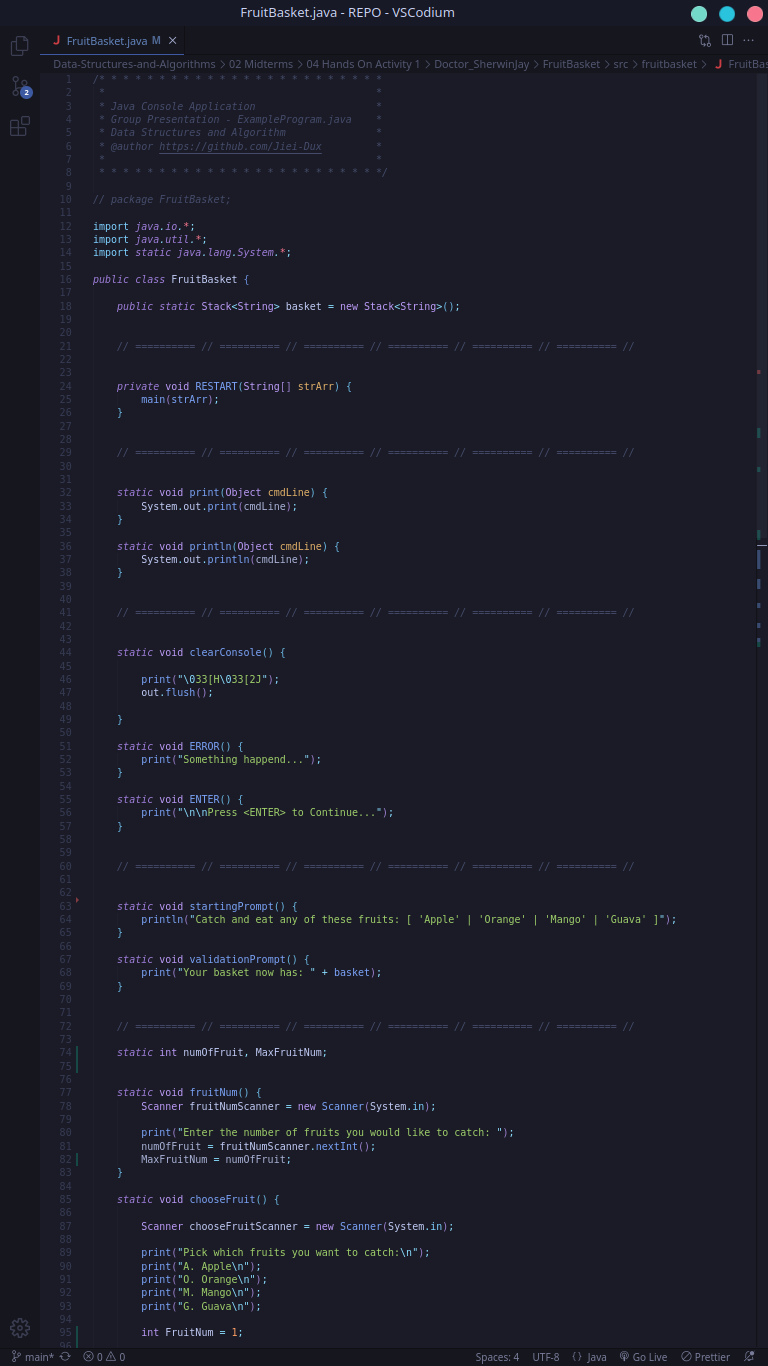 FruitBasket.java - REPO - VSCodium
J FruitBasket.java M ×
Data-Structures-and-Algorithms > 02 Midterms > 04 Hands On Activity 1 > Doctor_SherwinJay > FruitBasket > src > fruitbasket > J FruitBas
2
1 /* * * * * * * * * * * * * * * * * * * * * * * *
2 * *
3 * Java Console Application *
4 * Group Presentation - ExampleProgram.java *
5 * Data Structures and Algorithm *
6 * @author https://github.com/Jiei-Dux *
7 * *
8 * * * * * * * * * * * * * * * * * * * * * * * * */
9
10 // package FruitBasket;
11
12 import java.io.*;
13 import java.util.*;
14 import static java.lang.System.*;
15
16 public class FruitBasket {
17
18 public static Stack<String> basket = new Stack<String>();
19
20
21 // ========== // ========== // ========== // ========== // ========== // ========== //
22
23
24 private void RESTART(String[] strArr) {
25 main(strArr);
26 }
27
28
29 // ========== // ========== // ========== // ========== // ========== // ========== //
30
31
32 static void print(Object cmdLine) {
33 System.out.print(cmdLine);
34 }
35
36 static void println(Object cmdLine) {
37 System.out.println(cmdLine);
38 }
39
40
41 // ========== // ========== // ========== // ========== // ========== // ========== //
42
43
44 static void clearConsole() {
45
46 print("\033[H\033[2J");
47 out.flush();
48
49 }
50
51 static void ERROR() {
52 print("Something happend...");
53 }
54
55 static void ENTER() {
56 print("\n\nPress <ENTER> to Continue...");
57 }
58
59
60 // ========== // ========== // ========== // ========== // ========== // ========== //
61
62
63 static void startingPrompt() {
64 println("Catch and eat any of these fruits: [ 'Apple' | 'Orange' | 'Mango' | 'Guava' ]");
65 }
66
67 static void validationPrompt() {
68 print("Your basket now has: " + basket);
69 }
70
71
72 // ========== // ========== // ========== // ========== // ========== // ========== //
73
74 static int numOfFruit, MaxFruitNum;
75
76
77 static void fruitNum() {
78 Scanner fruitNumScanner = new Scanner(System.in);
79
80 print("Enter the number of fruits you would like to catch: ");
81 numOfFruit = fruitNumScanner.nextInt();
82 MaxFruitNum = numOfFruit;
83 }
84
85 static void chooseFruit() {
86
87 Scanner chooseFruitScanner = new Scanner(System.in);
88
89 print("Pick which fruits you want to catch:\n");
90 print("A. Apple\n");
91 print("O. Orange\n");
92 print("M. Mango\n");
93 print("G. Guava\n");
94
95 int FruitNum = 1;
96
main* 0 0 Spaces: 4 UTF-8 {} Java Go Live Prettier